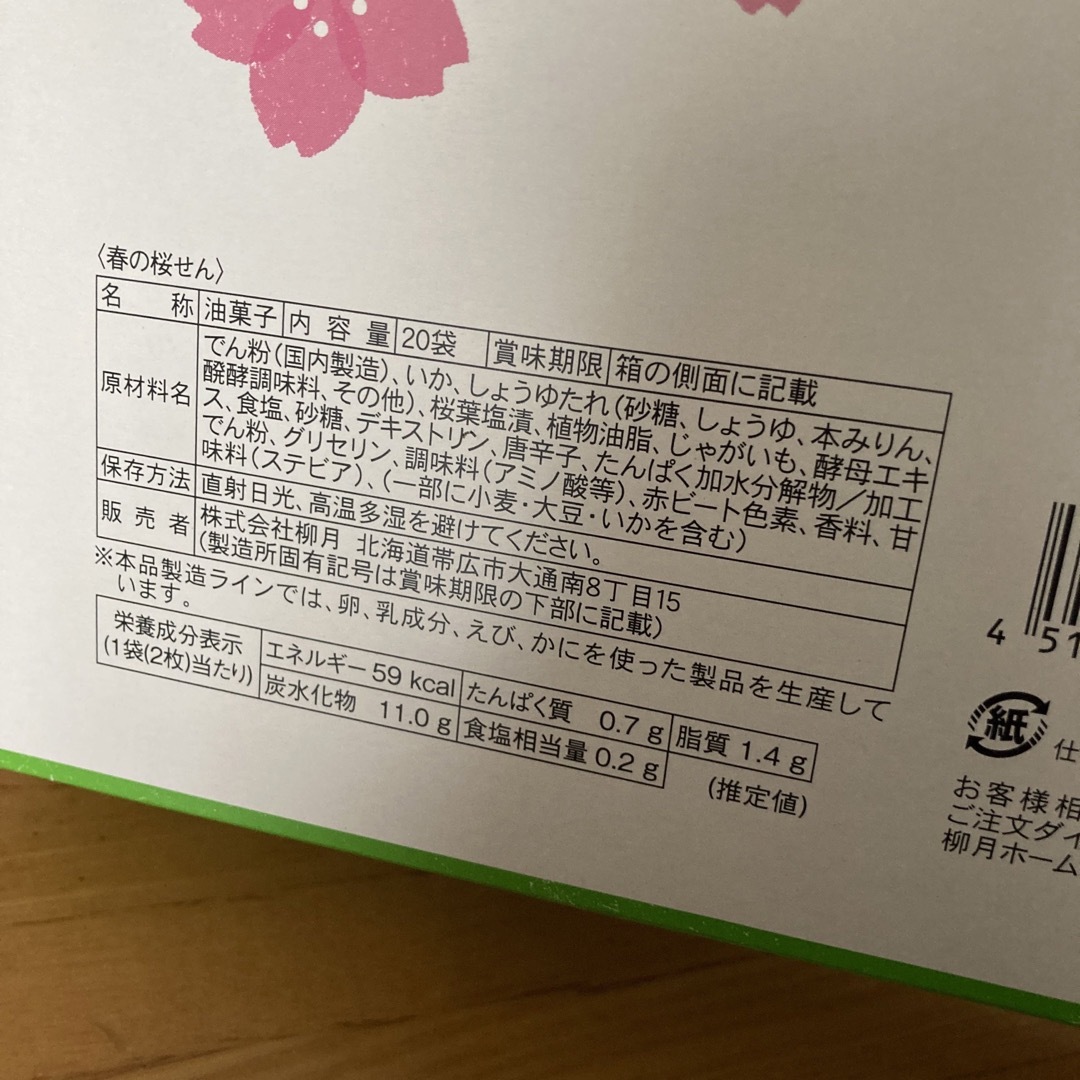 〈春の桜せん〉
名称 油菓子 内容量 20袋 賞味期限 箱の側面に記載
原材料名 でん粉(国内製造)、いか、しょうゆたれ(砂糖、しょうゆ、本みりん、
醗酵調味料、その他)、桜葉塩漬、植物油脂、じゃがいも、酵母エキ
ス、食塩、砂糖、デキストリン、唐辛子、たんぱく加水分解物／加工
でん粉、グリセリン、調味料(アミノ酸等)、赤ビート色素、香料、甘
味料(ステビア)、(一部に小麦・大豆・いかを含む)
保存方法 直射日光、高温多湿を避けてください。
販売者 株式会社柳月 北海道帯広市大通南8丁目15
(製造所固有記号は賞味期限の下部に記載)
※本品製造ラインでは、卵、乳成分、えび、かにを使った製品を生産して
います。
栄養成分表示
(1袋(2枚)当たり)
エネルギー 59 kcal たんぱく質 0.7 g 脂質 1.4 g
炭水化物 11.0 g 食塩相当量 0.2 g
(推定値)
4 51
紙
仕
お客様相
ご注文ダイ
柳月ホーム